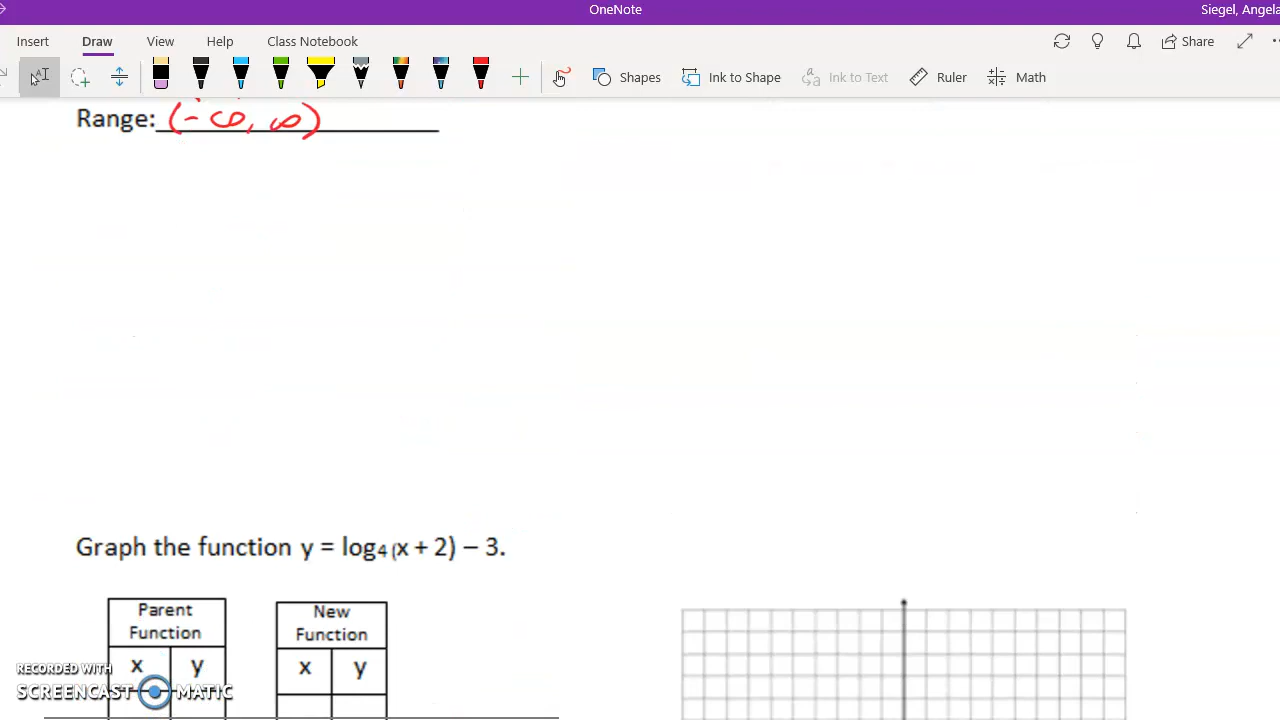 OneNote
Siegel, Angela
Insert Draw View Help Class Notebook Share
Shapes Ink to Shape Ink to Text Ruler Math
Range: (-∞, ∞)
Graph the function y = log₄ (x + 2) – 3.
Parent Function
x y
New Function
x y
RECORDED WITH
SCREENCAST MATIC